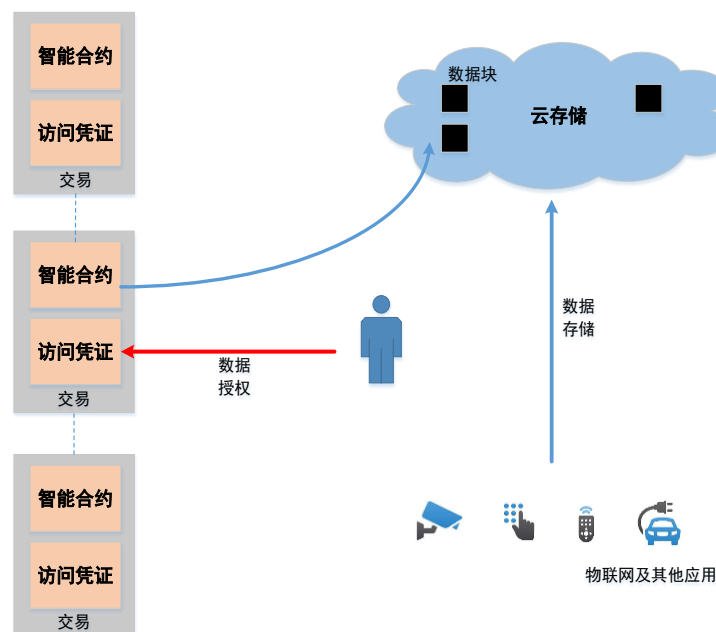 智能合约
访问凭证
交易
数据块
云存储
智能合约
访问凭证
交易
数据
授权
数据
存储
智能合约
访问凭证
交易
物联网及其他应用